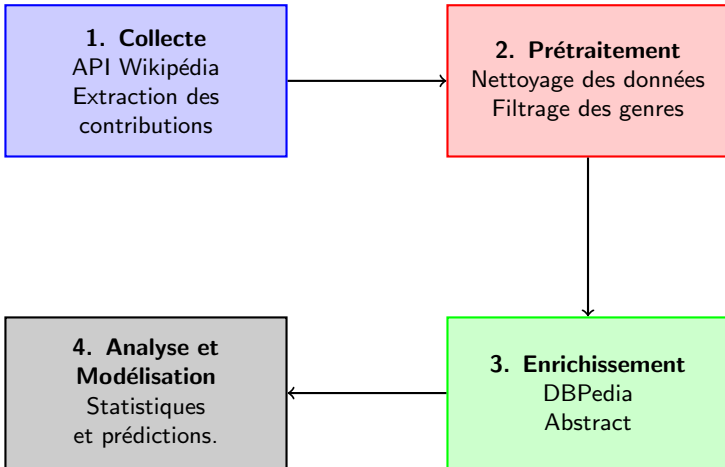 1. Collecte
API Wikipédia
Extraction des
contributions
2. Prétraitement
Nettoyage des données
Filtrage des genres
3. Enrichissement
DBPedia
Abstract
4. Analyse et
Modélisation
Statistiques
et prédictions.